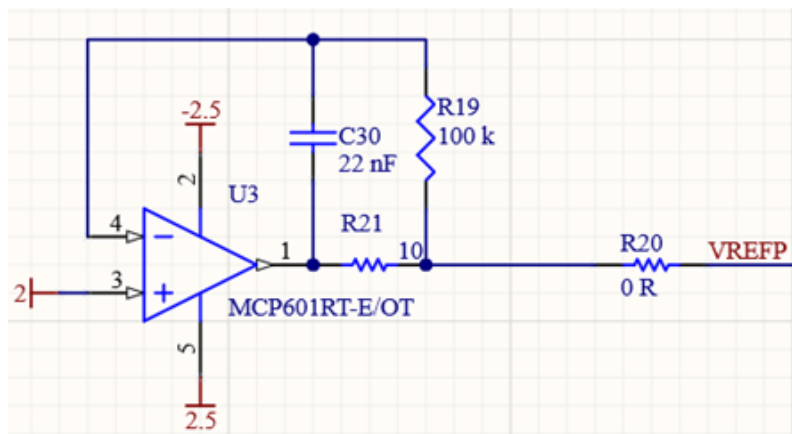 -2.5
2
U3
4
1
3
2
MCP601RT-E/OT
5
2.5
C30
22 nF
R19
100 k
R21
10
R20
0 R
VREFP